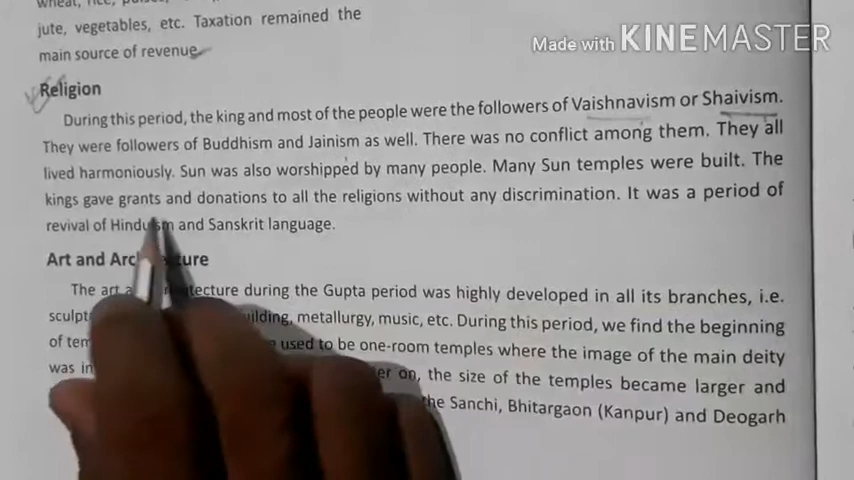 wheat, rice, pulses, etc.
jute, vegetables, etc. Taxation remained the
main source of revenue.
Made with KINEMASTER
Religion
During this period, the king and most of the people were the followers of Vaishnavism or Shaivism.
They were followers of Buddhism and Jainism as well. There was no conflict among them. They all
lived harmoniously. Sun was also worshipped by many people. Many Sun temples were built. The
kings gave grants and donations to all the religions without any discrimination. It was a period of
revival of Hinduism and Sanskrit language.
Art and Architecture
The art architecture during the Gupta period was highly developed in all its branches, i.e.
building, metallurgy, music, etc. During this period, we find the beginning
of used to be one-room temples where the image of the main deity
was on, the size of the temples became larger and
the Sanchi, Bhitargaon (Kanpur) and Deogarh